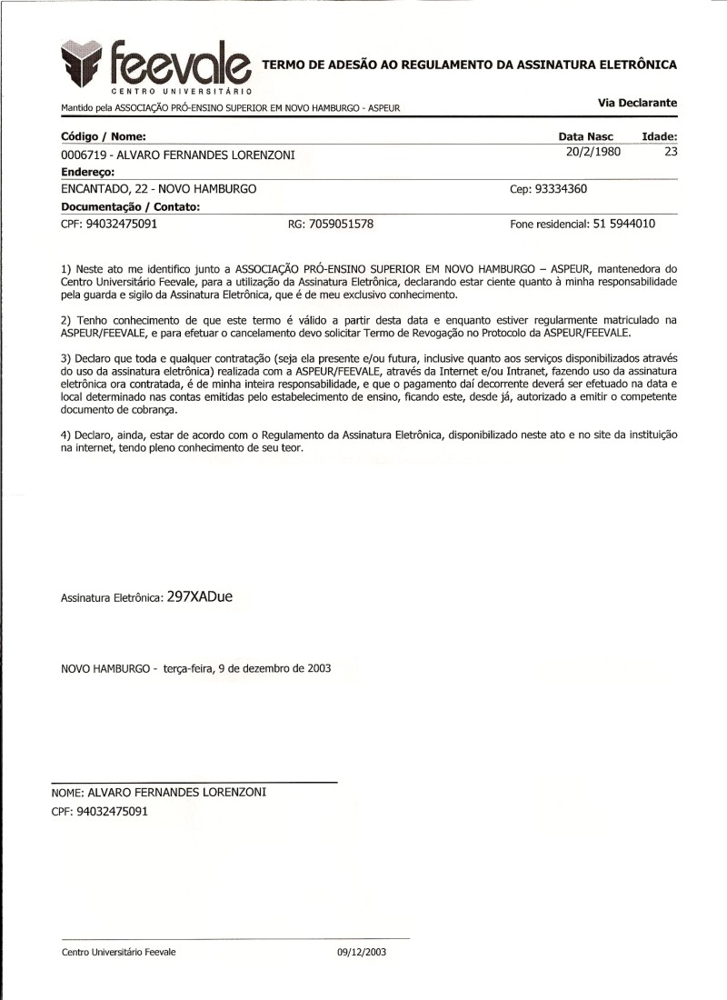 feevale
CENTRO UNIVERSITÁRIO
TERMO DE ADESÃO AO REGULAMENTO DA ASSINATURA ELETRÔNICA
Mantido pela ASSOCIAÇÃO PRÓ-ENSINO SUPERIOR EM NOVO HAMBURGO - ASPEUR
Via Declarante
Código / Nome: Data Nasc Idade:
0006719 - ALVARO FERNANDES LORENZONI 20/2/1980 23
Endereço:
ENCANTADO, 22 - NOVO HAMBURGO Cep: 93334360
Documentação / Contato:
CPF: 94032475091 RG: 7059051578 Fone residencial: 51 5944010
1) Neste ato me identifico junto a ASSOCIAÇÃO PRÓ-ENSINO SUPERIOR EM NOVO HAMBURGO – ASPEUR, mantenedora do
Centro Universitário Feevale, para a utilização da Assinatura Eletrônica, declarando estar ciente quanto à minha responsabilidade
pela guarda e sigilo da Assinatura Eletrônica, que é de meu exclusivo conhecimento.
2) Tenho conhecimento de que este termo é válido a partir desta data e enquanto estiver regularmente matriculado na
ASPEUR/FEEVALE, e para efetuar o cancelamento devo solicitar Termo de Revogação no Protocolo da ASPEUR/FEEVALE.
3) Declaro que toda e qualquer contratação (seja ela presente e/ou futura, inclusive quanto aos serviços disponibilizados através
do uso da assinatura eletrônica) realizada com a ASPEUR/FEEVALE, através da Internet e/ou Intranet, fazendo uso da assinatura
eletrônica ora contratada, é de minha inteira responsabilidade, e que o pagamento daí decorrente deverá ser efetuado na data e
local determinado nas contas emitidas pelo estabelecimento de ensino, ficando este, desde já, autorizado a emitir o competente
documento de cobrança.
4) Declaro, ainda, estar de acordo com o Regulamento da Assinatura Eletrônica, disponibilizado neste ato e no site da instituição
na internet, tendo pleno conhecimento de seu teor.
Assinatura Eletrônica: 297XADue
NOVO HAMBURGO - terça-feira, 9 de dezembro de 2003
NOME: ALVARO FERNANDES LORENZONI
CPF: 94032475091
Centro Universitário Feevale 09/12/2003